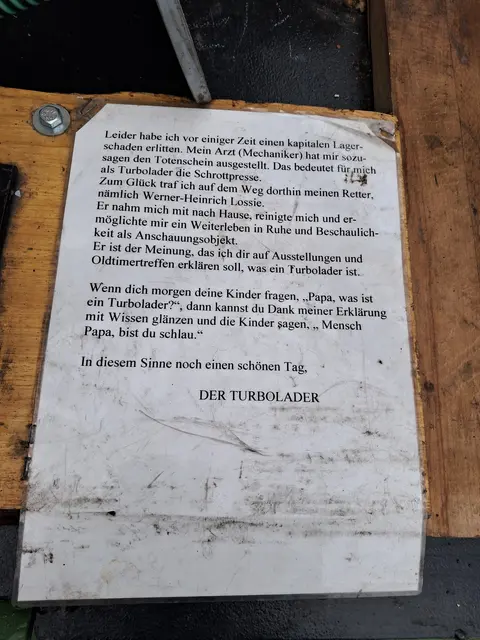 Leider habe ich vor einiger Zeit einen kapitalen Lager-
schaden erlitten. Mein Arzt (Mechaniker) hat mir sozu-
sagen den Totenschein ausgestellt. Das bedeutet für mich
als Turbolader die Schrottpresse.
Zum Glück traf ich auf dem Weg dorthin meinen Retter,
nämlich Werner-Heinrich Lossie.
Er nahm mich mit nach Hause, reinigte mich und er-
möglichte mir ein Weiterleben in Ruhe und Beschaulich-
keit als Anschauungsobjekt.
Er ist der Meinung, das ich dir auf Ausstellungen und
Oldtimertreffen erklären soll, was ein Turbolader ist.
Wenn dich morgen deine Kinder fragen, „Papa, was ist
ein Turbolader?“, dann kannst du Dank meiner Erklärung
mit Wissen glänzen und die Kinder sagen, „ Mensch
Papa, bist du schlau.“
In diesem Sinne noch einen schönen Tag,
DER TURBOLADER